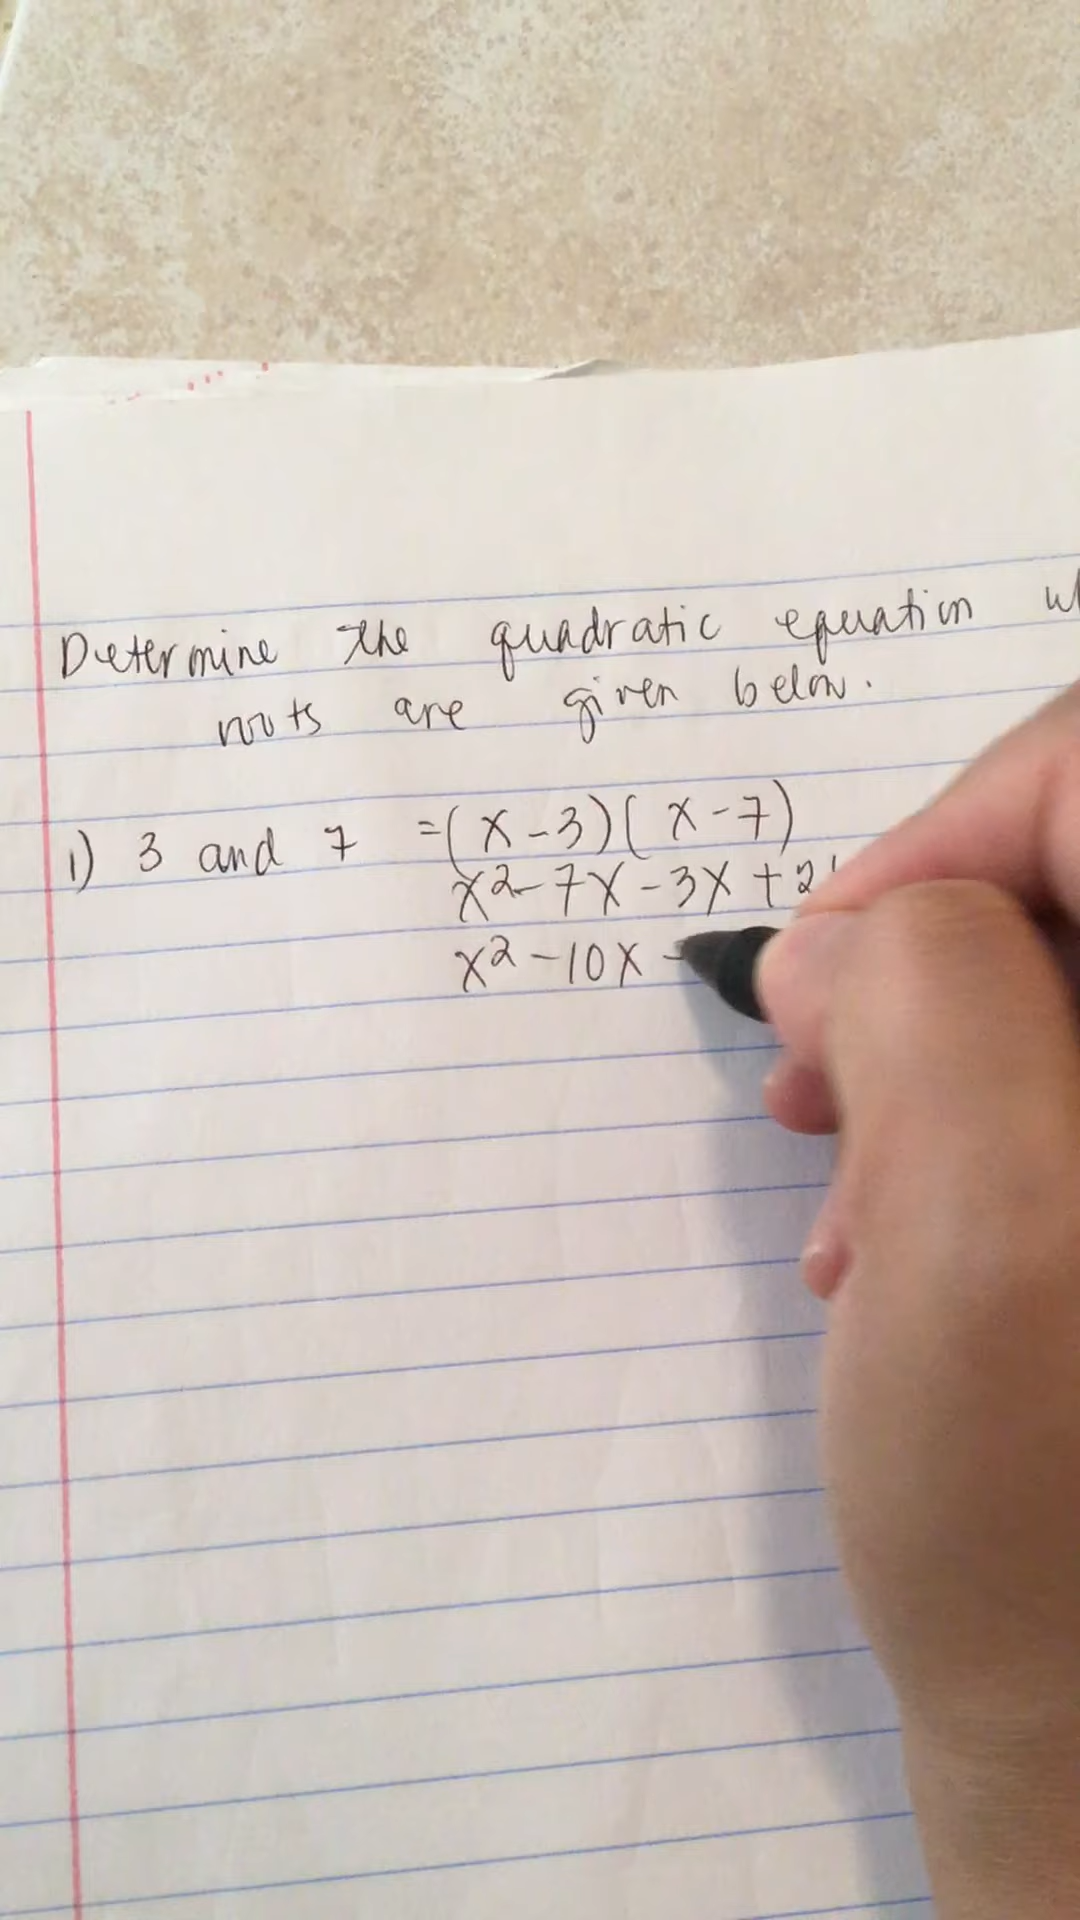 Determine the quadratic equation
roots are given below.
1) 3 and 7 =(x-3)(x-7)
x²-7x-3x+2
x²-10x -